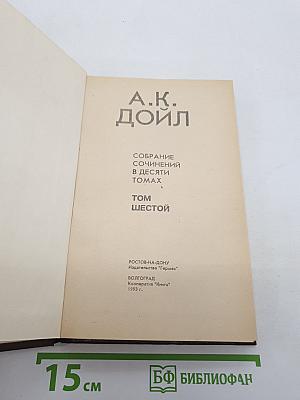 А.К.
ДОЙЛ
СОБРАНИЕ
СОЧИНЕНИЙ
В ДЕСЯТИ
ТОМАХ
ТОМ
ШЕСТОЙ
РОСТОВ-НА-ДОНУ
Издательство "Гермес"
ВОЛГОГРАД
Кооператив "Книга"
1993 г.
15 см
БФ БИБЛИОФАН